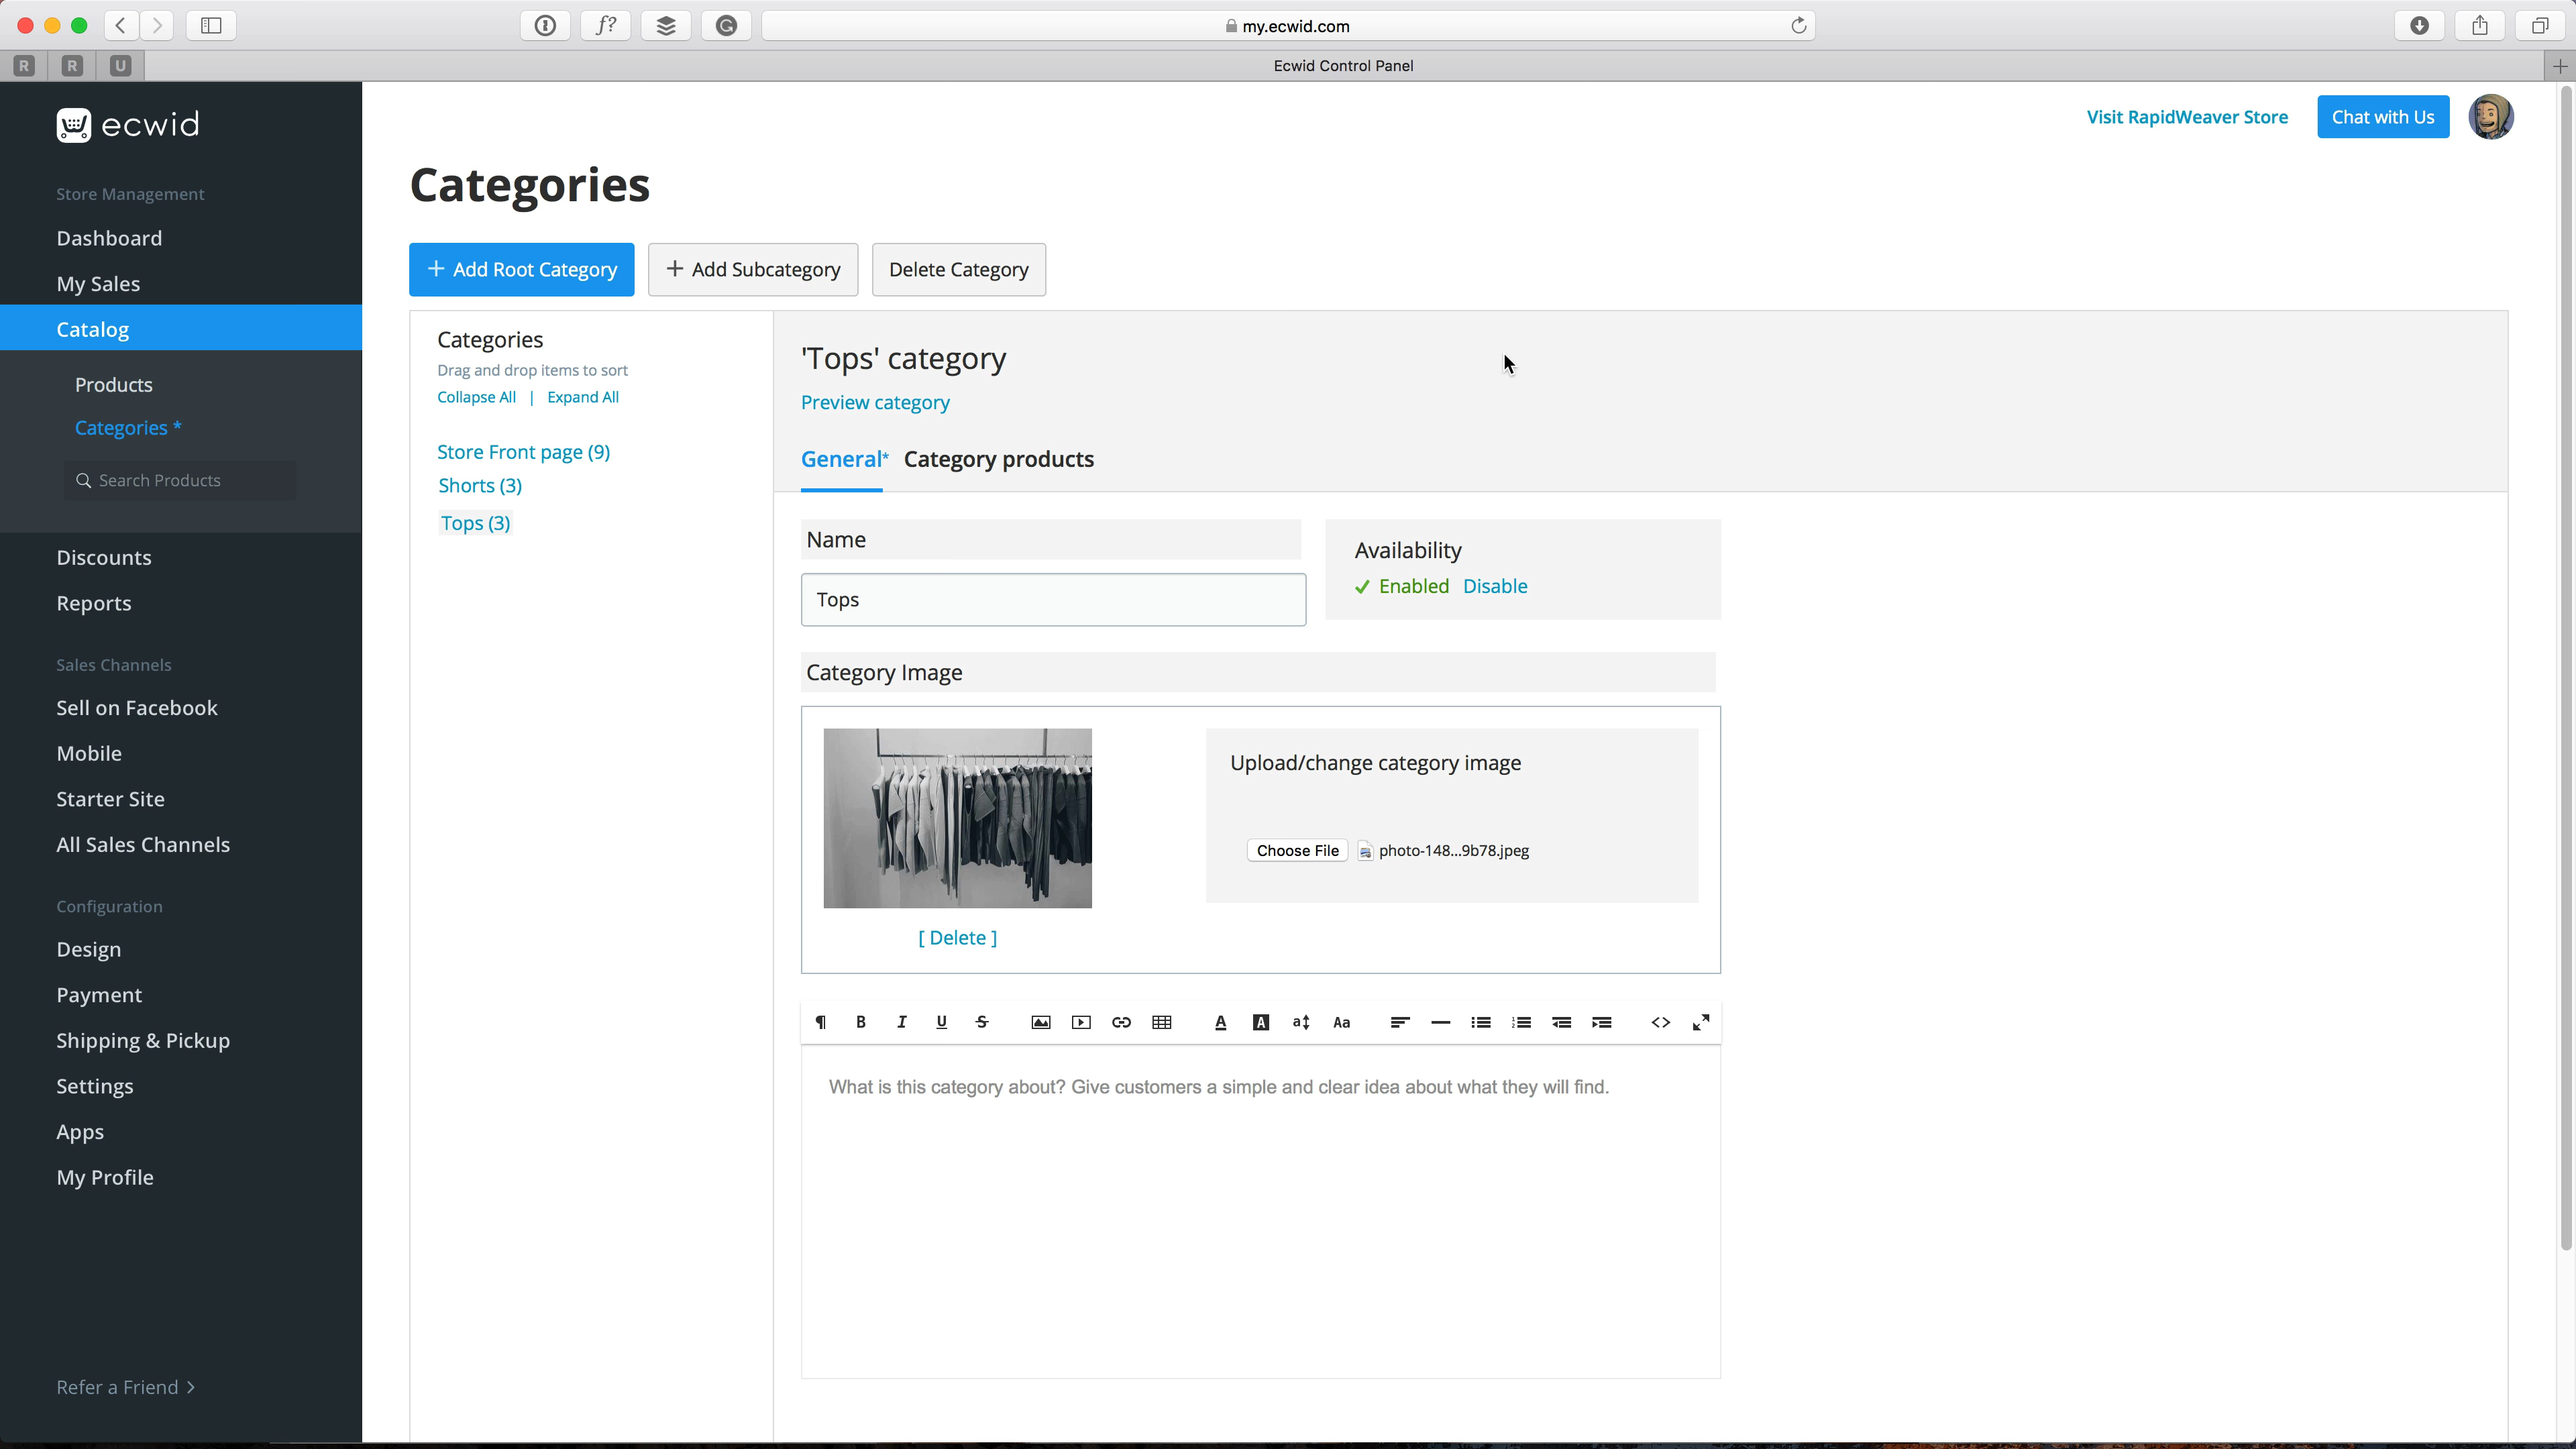 my.ecwid.com
R
R
U
Ecwid Control Panel
ecwid
Visit RapidWeaver Store
Chat with Us
Store Management
Dashboard
My Sales
Catalog
Products
Categories *
Search Products
Discounts
Reports
Sales Channels
Sell on Facebook
Mobile
Starter Site
All Sales Channels
Configuration
Design
Payment
Shipping & Pickup
Settings
Apps
My Profile
Refer a Friend >
Categories
+ Add Root Category
+ Add Subcategory
Delete Category
Categories
Drag and drop items to sort
Collapse All | Expand All
Store Front page (9)
Shorts (3)
Tops (3)
'Tops' category
Preview category
General* Category products
Name
Tops
Availability
Enabled Disable
Category Image
Upload/change category image
Choose File photo-148...9b78.jpeg
[ Delete ]
¶ B I U S A A a Aa <>
What is this category about? Give customers a simple and clear idea about what they will find.